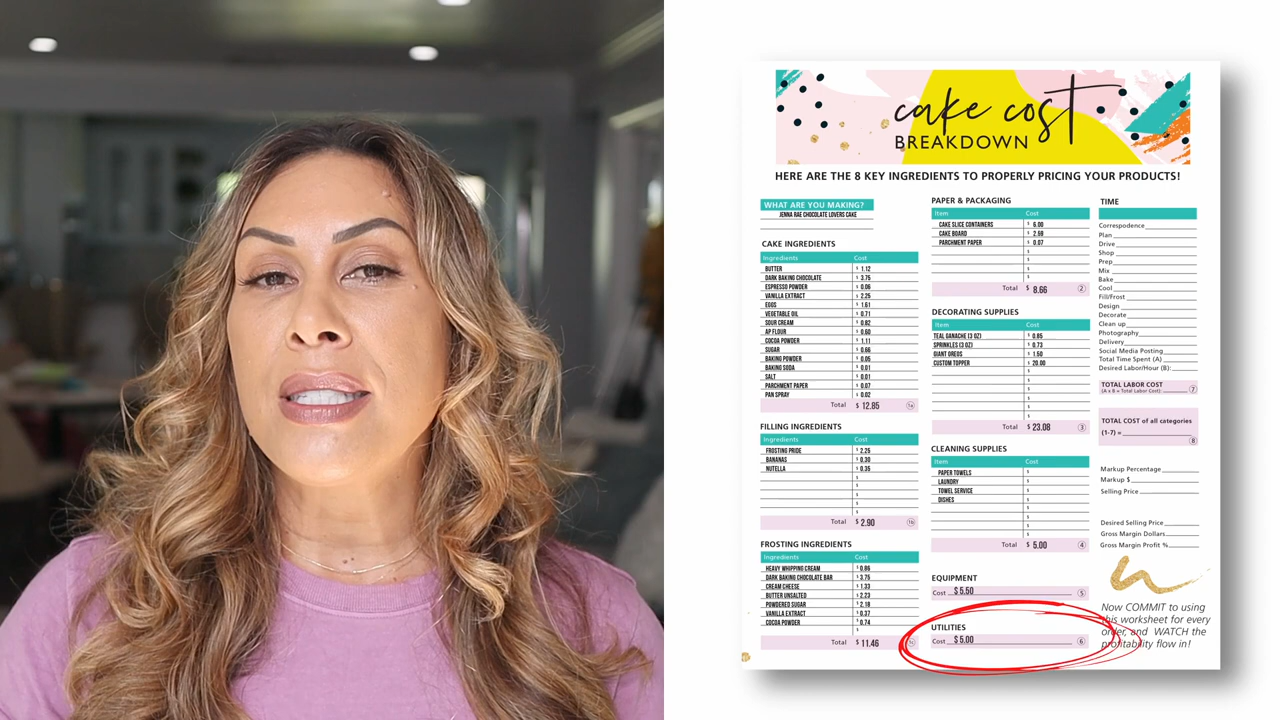 cake cost
BREAKDOWN
HERE ARE THE 8 KEY INGREDIENTS TO PROPERLY PRICING YOUR PRODUCTS!
WHAT ARE YOU MAKING?
JENNA RAE CHOCOLATE LOVERS CAKE
CAKE INGREDIENTS
Ingredients Cost
BUTTER $ 1.12
DARK BAKING CHOCOLATE $ 3.75
ESPRESSO POWDER $ 0.06
VANILLA EXTRACT $ 2.25
EGGS $ 1.61
VEGETABLE OIL $ 0.71
SOUR CREAM $ 0.82
AP FLOUR $ 0.60
COCOA POWDER $ 1.11
SUGAR $ 0.66
BAKING POWDER $ 0.05
BAKING SODA $ 0.01
SALT $ 0.01
PARCHMENT PAPER $ 0.07
PAN SPRAY $ 0.02
Total $ 12.85 1a
FILLING INGREDIENTS
Ingredients Cost
FROSTING PRIDE $ 2.25
BANANAS $ 0.30
NUTELLA $ 0.35
$
$
$
$
$
Total $ 2.90 1b
FROSTING INGREDIENTS
Ingredients Cost
HEAVY WHIPPING CREAM $ 0.86
DARK BAKING CHOCOLATE BAR $ 3.75
CREAM CHEESE $ 1.33
BUTTER UNSALTED $ 2.23
POWDERED SUGAR $ 2.18
VANILLA EXTRACT $ 0.37
COCOA POWDER $ 0.74
$
Total $ 11.46
PAPER & PACKAGING
Item Cost
CAKE SLICE CONTAINERS $ 6.00
CAKE BOARD $ 2.59
PARCHMENT PAPER $ 0.07
$
$
$
$
Total $ 8.66 2
DECORATING SUPPLIES
Item Cost
TEAL GANACHE (3 OZ) $ 0.85
SPRINKLES (3 OZ) $ 0.73
GIANT OREOS $ 1.50
CUSTOM TOPPER $ 20.00
$
$
$
$
$
$
Total $ 23.08 3
CLEANING SUPPLIES
Item Cost
PAPER TOWELS $
LAUNDRY $
TOWEL SERVICE $
DISHES $
$
$
$
$
Total $ 5.00 4
EQUIPMENT
Cost $ 5.50 5
UTILITIES
Cost $ 5.00 6
TIME
Correspodence
Plan
Drive
Shop
Prep
Mix
Bake
Cool
Fill/Frost
Design
Decorate
Clean up
Photography
Delivery
Social Media Posting
Total Time Spent (A)
Desired Labor/Hour (B):
TOTAL LABOR COST
(A x B = Total Labor Cost): 7
TOTAL COST of all categories
(1-7) =
8
Markup Percentage
Markup $
Selling Price
Desired Selling Price
Gross Margin Dollars
Gross Margin Profit %
Now COMMIT to using
this worksheet for every
order, and WATCH the
profitability flow in!